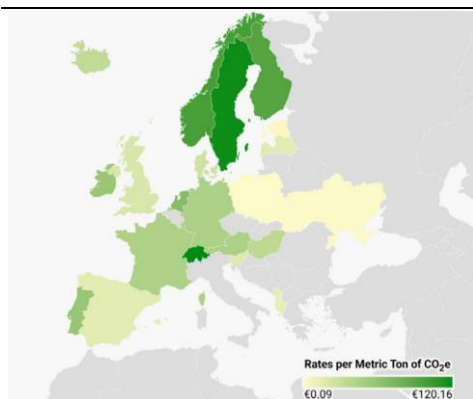 Rates per Metric Ton of CO₂e
€0.09 €120.16